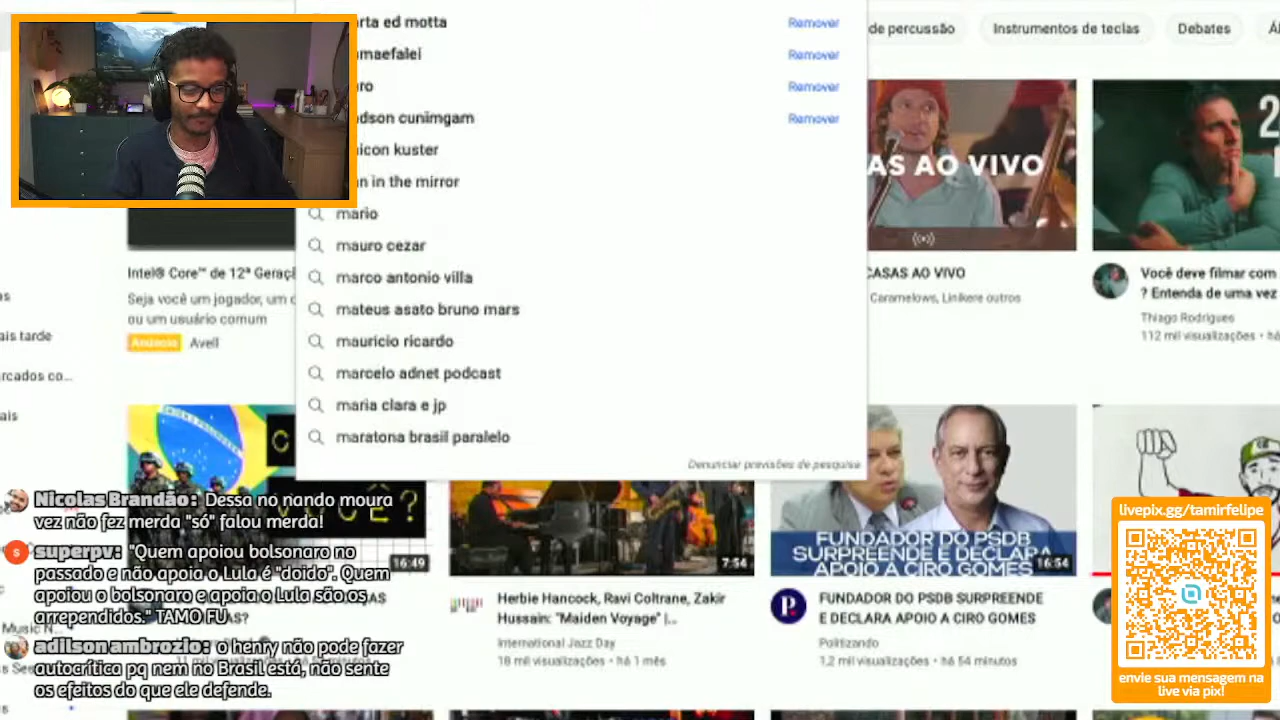 arta ed motta
Remover
de percussão
Instrumentos de teclas
Debates
maefalei
Remover
ro
Remover
dson cunimgam
Remover
icon kuster
n in the mirror
mario
mauro cezar
marco antonio villa
mateus asato bruno mars
mauricio ricardo
marcelo adnet podcast
maria clara e jp
maratona brasil paralelo
Denunciar previsões de pesquisa
AS AO VIVO
2
Intel® Core™ de 12ª Geraçã
Seja você um jogador, um c
ou um usuário comum
Anúncio Avell
CASAS AO VIVO
Caramelows, Liniker e outros
Você deve filmar com
? Entenda de uma vez
Thiago Rodrigues
112 mil visualizações • há
ais tarde
rcados co...
ais
VOCÊ?
16:49
7:54
FUNDADOR DO PSDB
SURPREENDE E DECLARA
APOIO A CIRO GOMES
16:54
Herbie Hancock, Ravi Coltrane, Zakir
Hussain: "Maiden Voyage" |...
International Jazz Day
18 mil visualizações • há 1 mês
P.
FUNDADOR DO PSDB SURPREENDE
E DECLARA APOIO A CIRO GOMES
Politizando
1,2 mil visualizações • há 54 minutos
Nicolas Brandão: Dessa no nando moura
vez não fez merda "só" falou merda!
S
superpv: "Quem apoiou bolsonaro no
passado e não apoia o Lula é "doido". Quem
apoiou o bolsonaro e apoia o Lula são os
arrependidos." TAMO FU
adilson ambrozio: o henry não pode fazer
autocrítica pq nem no Brasil está, não sente
os efeitos do que ele defende.
livepix.gg/tamirfelipe
envie sua mensagem na
live via pix!